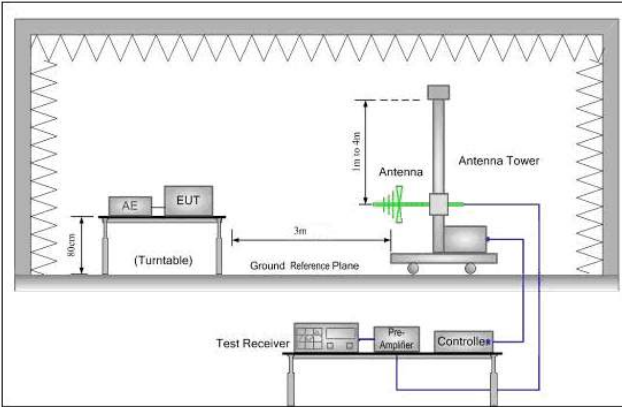 1m to 4m
Antenna
Antenna Tower
AE
EUT
80cm
(Turntable)
3m
Ground Reference Plane
Test Receiver
Pre-
Amplifier
Controlle